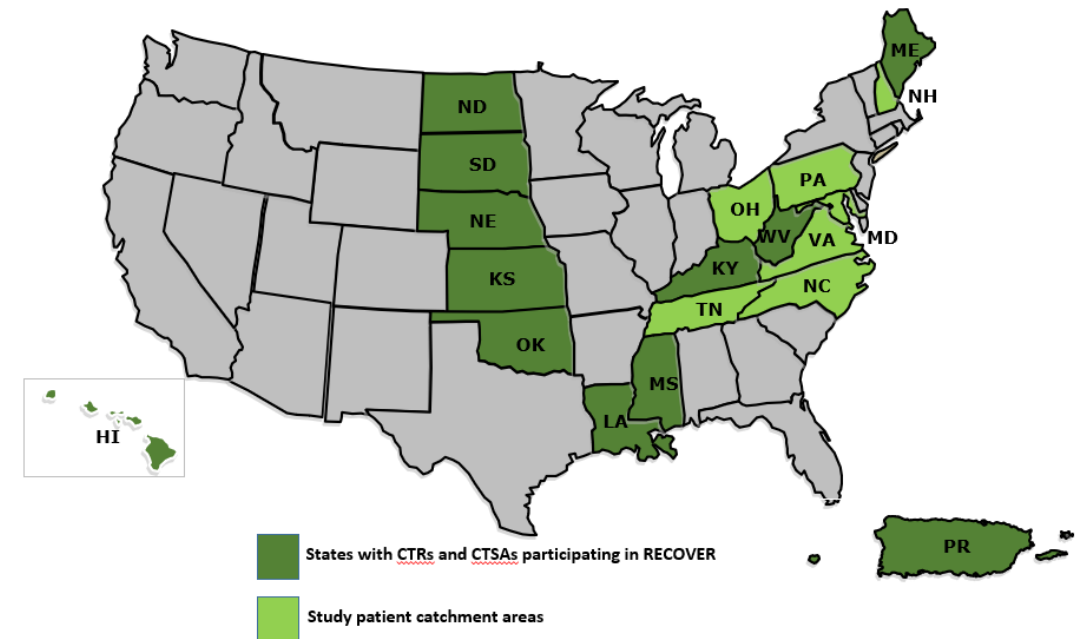 ME
NH
ND
SD
PA
NE
OH
WV
VA
MD
KS
KY
NC
TN
OK
MS
LA
HI
PR
States with CTRs and CTSAs participating in RECOVER
Study patient catchment areas